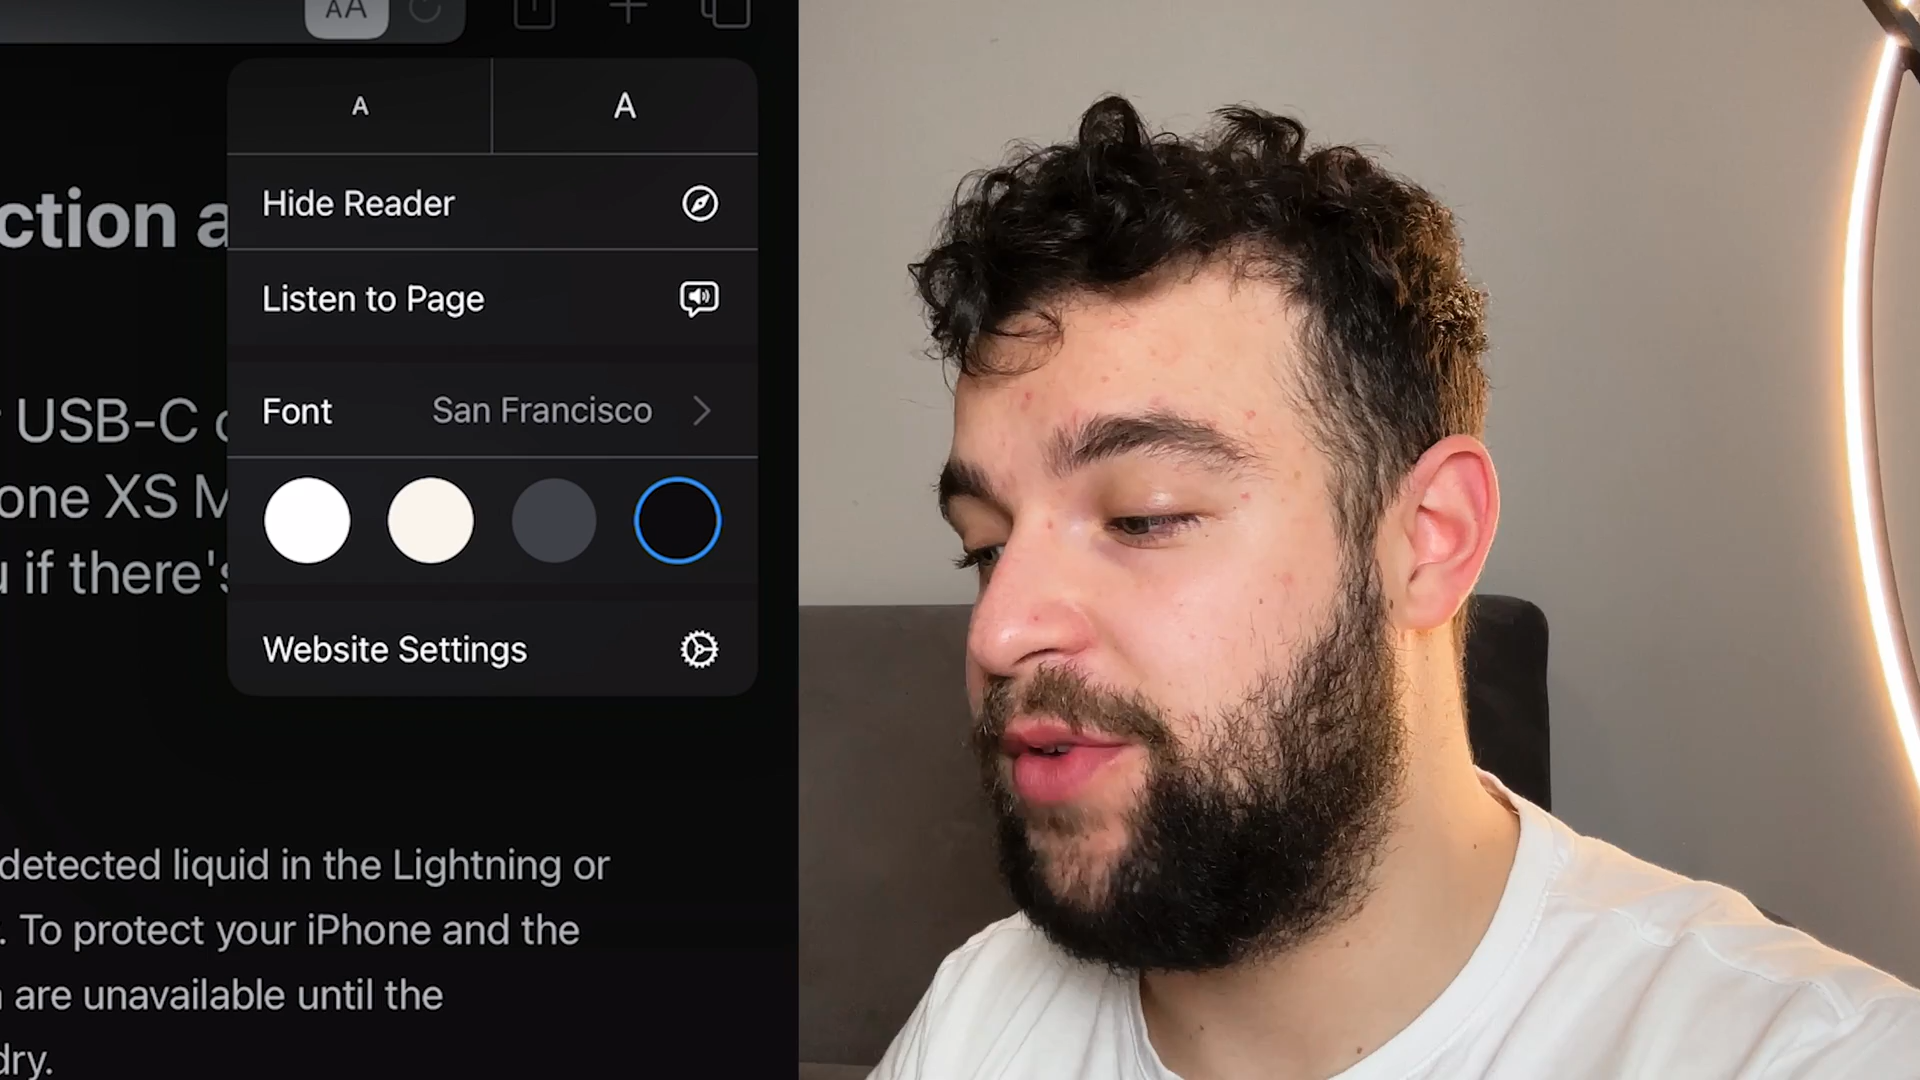 AA
A A
Hide Reader
Listen to Page
Font San Francisco
Website Settings
ction a
USB-C
one XS M
if there's
detected liquid in the Lightning or
. To protect your iPhone and the
are unavailable until the
dry.